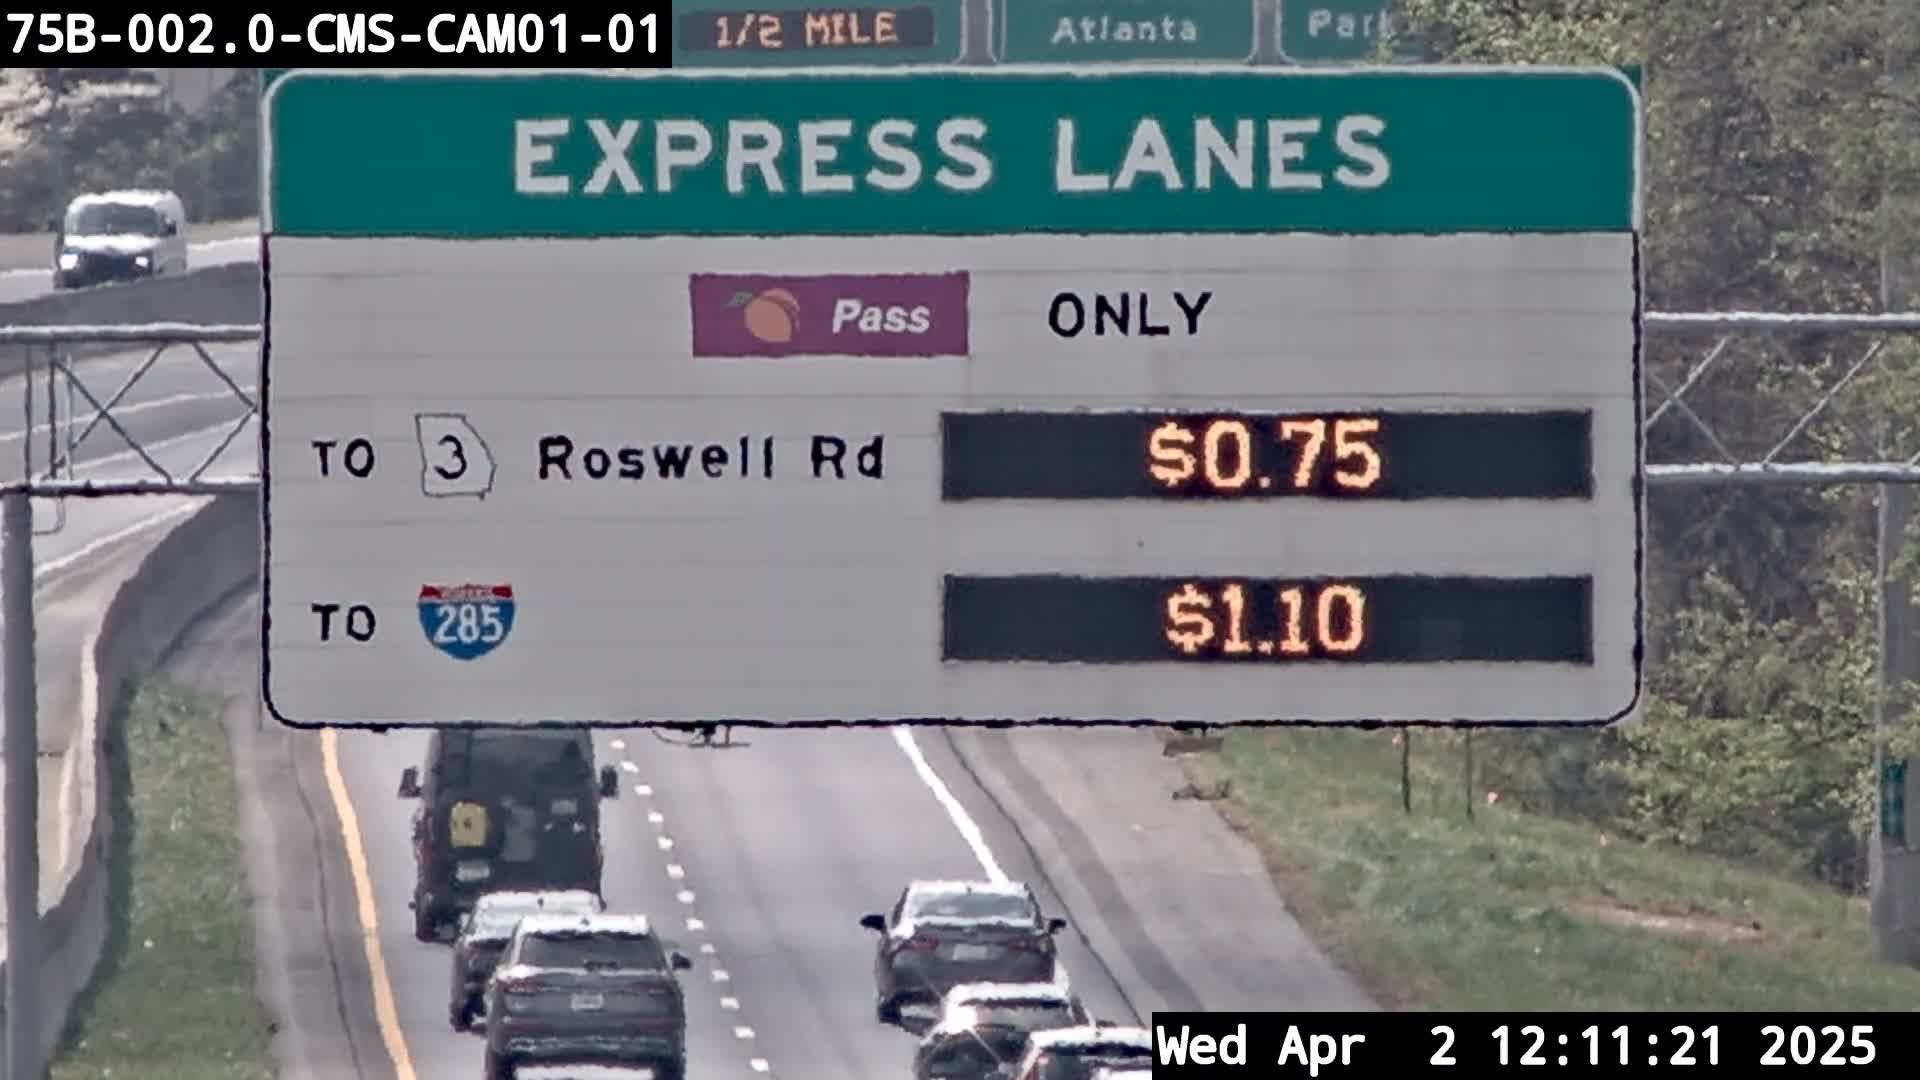 75B-002.0-CMS-CAM01-01
1/2 MILE
Atlanta
Park
EXPRESS LANES
Pass ONLY
TO 3 Roswell Rd $0.75
TO 285 $1.10
Wed Apr 2 12:11:21 2025